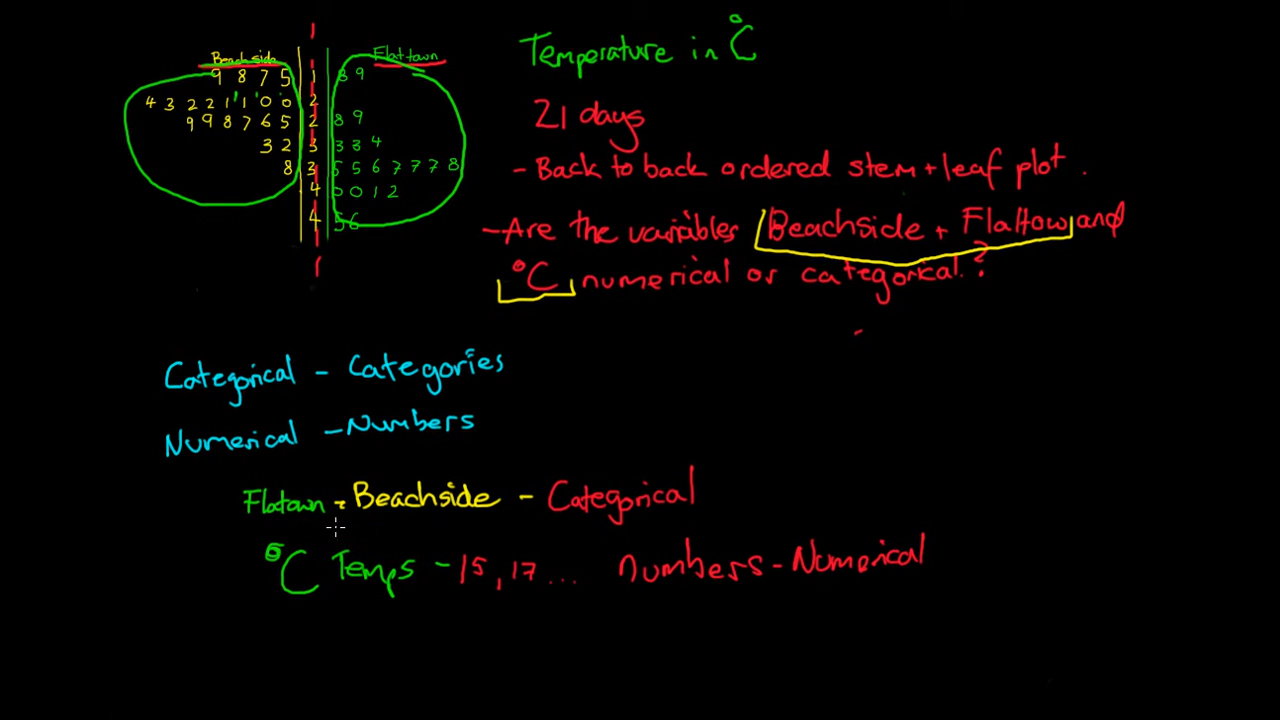 Beachside Flattown
9 8 7 5 1 8 9
4 3 2 2 1 1 0 0 2
9 9 8 7 6 5 2 8 9
3 2 3 3 3 4
8 3 5 5 6 7 7 7 8
4 0 0 1 2
4 5 6
Temperature in °C
21 days
- Back to back ordered stem + leaf plot.
- Are the variables Beachside + Flattow and
°C numerical or categorical?
Categorical - Categories
Numerical - Numbers
Flatown - Beachside - Categorical
°C Temps - 15, 17... numbers - Numerical